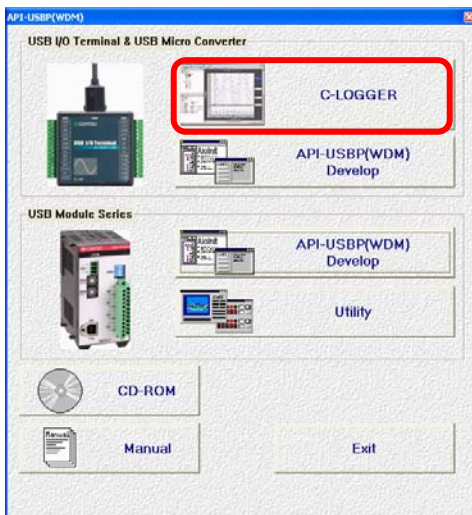 API-USBP(WDM)
USB I/O Terminal & USB Micro Converter
C-LOGGER
API-USBP(WDM)
Develop
USB Module Series
API-USBP(WDM)
Develop
Utility
CD-ROM
Manual
Manual
Exit